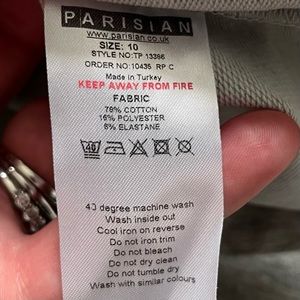 PARISIAN
www.parisian.co.uk
SIZE: 10
STYLE NO:TP 13366
ORDER NO:10435 RP C
Made in Turkey
KEEP AWAY FROM FIRE
FABRIC
76% COTTON
16% POLYESTER
8% ELASTANE
40
40 degree machine wash
Wash inside out
Cool iron on reverse
Do not iron trim
Do not bleach
Do not dry clean
Do not tumble dry
Wash with similar colours